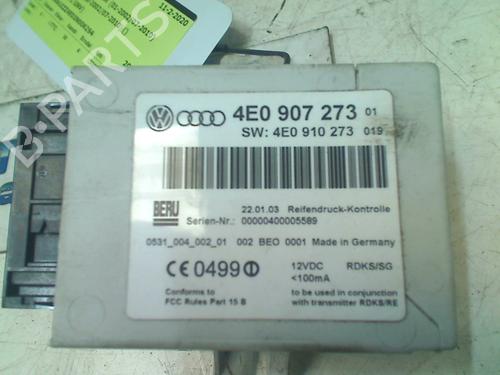 11-2-2020
B-PARTS
4E0 907 273 01
SW: 4E0 910 273 019
BERU
22.01.03 Reifendruck-Kontrolle
Serien-Nr.: 00000400005589
0531_004_002_01 002 BEO 0001 Made in Germany
CE0499
12VDC RDKS/SG
<100mA
Conforms to
FCC Rules Part 15 B
to be used in conjunction
with transmitter RDKS/RE